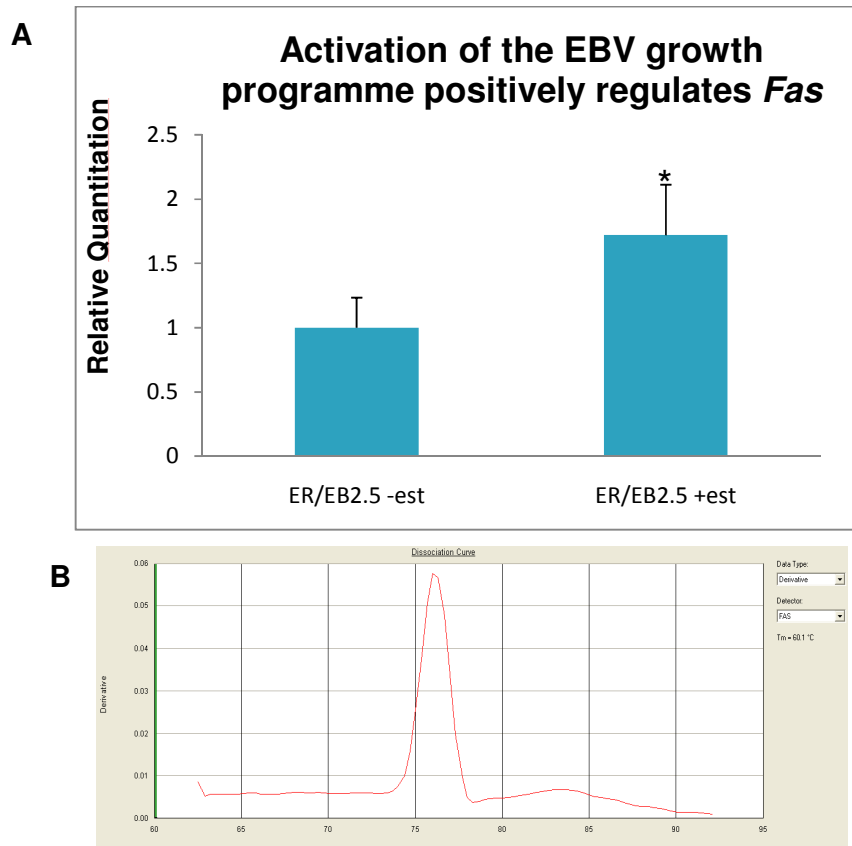 A
Activation of the EBV growth
programme positively regulates Fas
Relative Quantitation
2.5
2
1.5
1
0.5
0
*
ER/EB2.5 -est
ER/EB2.5 +est
B
Dissociation Curve
Derivative
0.06
0.05
0.04
0.03
0.02
0.01
0.00
60
65
70
75
80
85
90
95
Data Type:
Derivative
Detector:
FAS
Tm = 60.1 °C